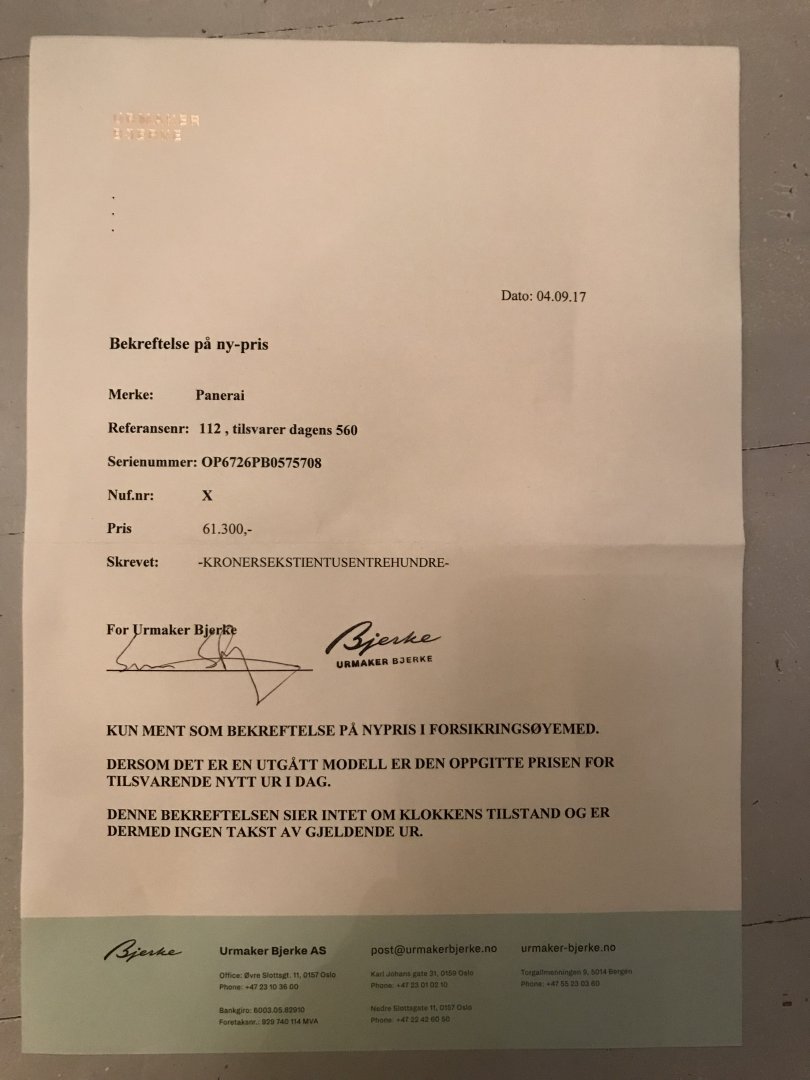 URMAKER
BJERKE
.
.
.
Dato: 04.09.17
Bekreftelse på ny-pris
Merke: Panerai
Referansenr: 112 , tilsvarer dagens 560
Serienummer: OP6726PB0575708
Nuf.nr: X
Pris 61.300,-
Skrevet: -KRONERSEKSTIENTUSENTREHUNDRE-
For Urmaker Bjerke
Bjerke
URMAKER BJERKE
KUN MENT SOM BEKREFTELSE PÅ NYPRIS I FORSIKRINGSØYEMED.
DERSOM DET ER EN UTGÅTT MODELL ER DEN OPPGITTE PRISEN FOR
TILSVARENDE NYTT UR I DAG.
DENNE BEKREFTELSEN SIER INTET OM KLOKKENS TILSTAND OG ER
DERMED INGEN TAKST AV GJELDENDE UR.
Bjerke
Urmaker Bjerke AS
Office: Øvre Slottsgt. 11, 0157 Oslo
Phone: +47 23 10 36 00
Bankgiro: 6003.05.82910
Foretaksnr.: 929 740 114 MVA
post@urmakerbjerke.no
Karl Johans gate 31, 0159 Oslo
Phone: +47 23 01 02 10
Nedre Slottsgate 11, 0157 Oslo
Phone: +47 22 42 60 50
urmaker-bjerke.no
Torgallmenningen 9, 5014 Bergen
Phone: +47 55 23 03 60